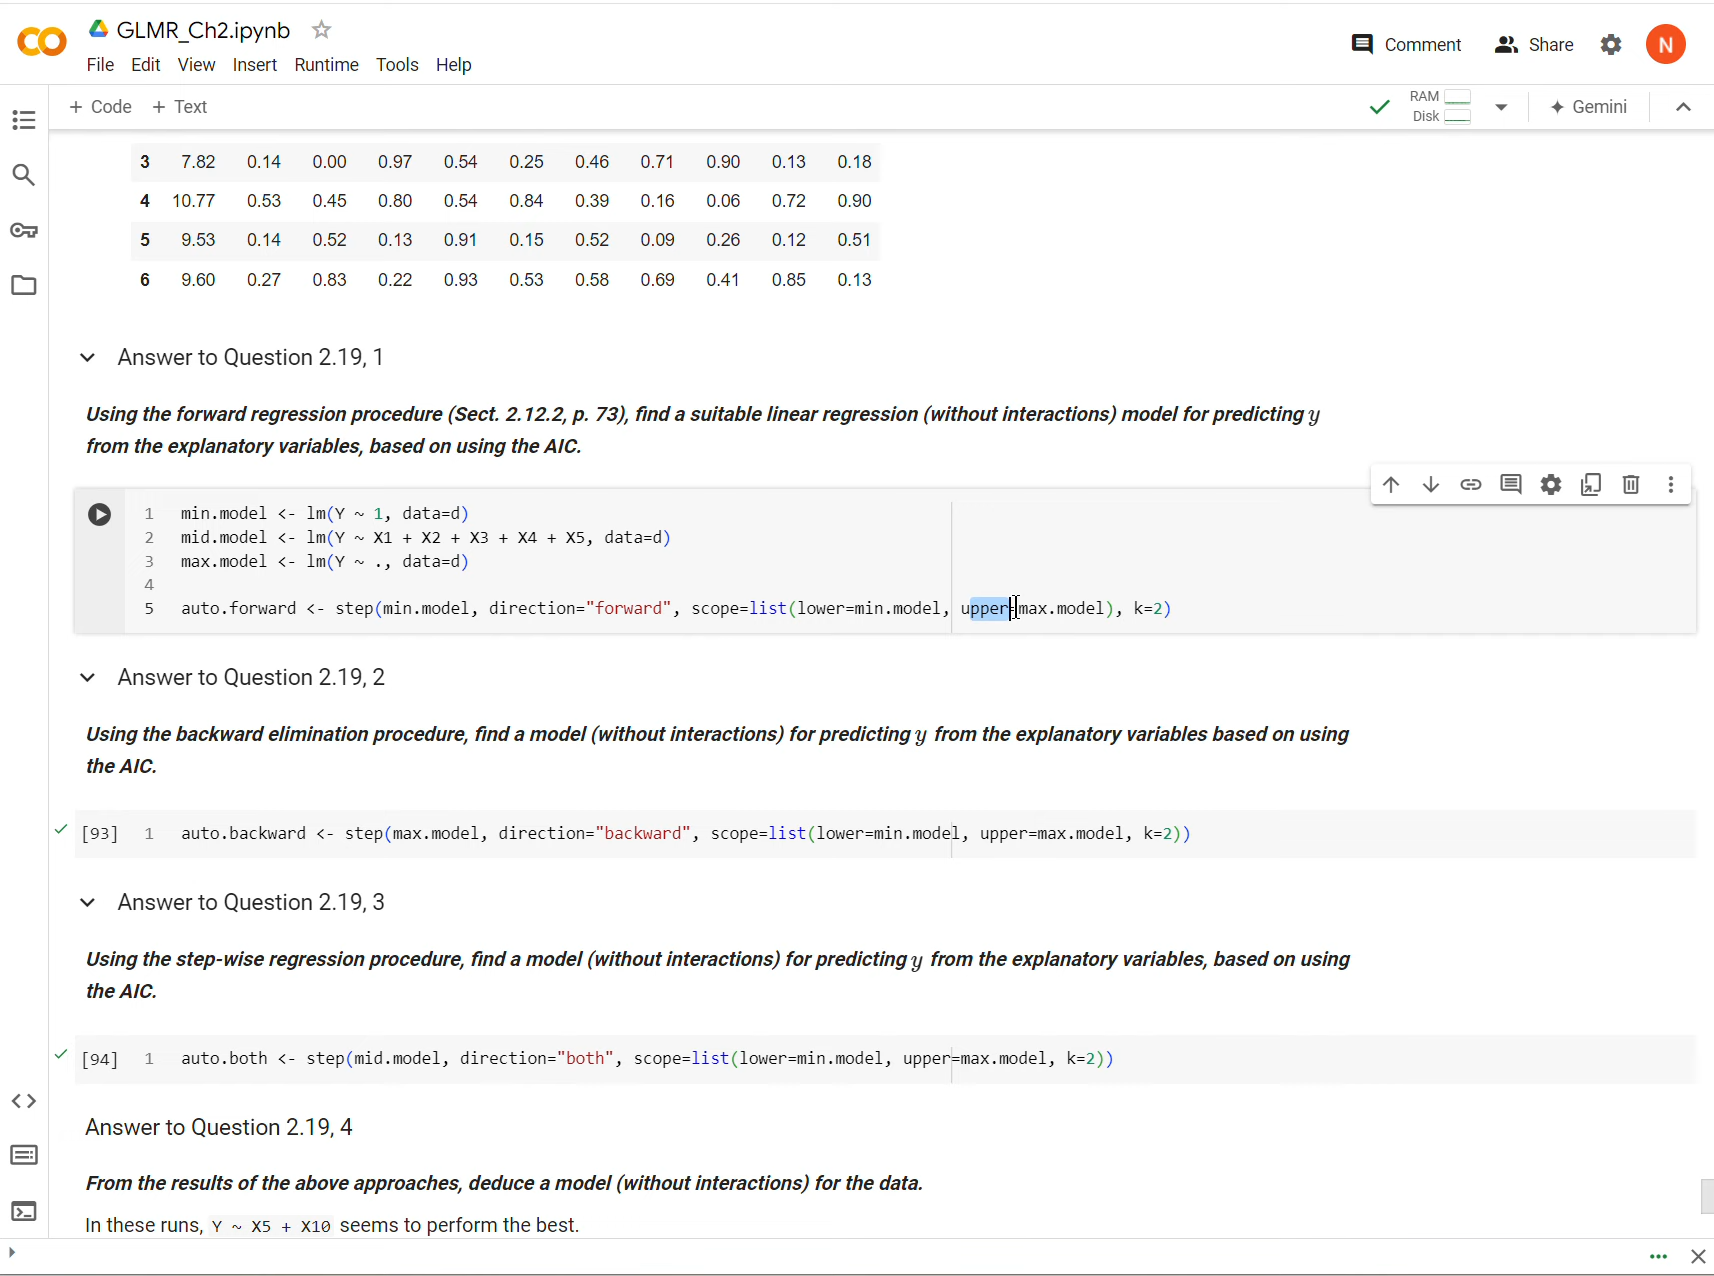 GLMR_Ch2.ipynb
Comment Share N
File Edit View Insert Runtime Tools Help
+ Code + Text
RAM
Disk
Gemini
3 7.82 0.14 0.00 0.97 0.54 0.25 0.46 0.71 0.90 0.13 0.18
4 10.77 0.53 0.45 0.80 0.54 0.84 0.39 0.16 0.06 0.72 0.90
5 9.53 0.14 0.52 0.13 0.91 0.15 0.52 0.09 0.26 0.12 0.51
6 9.60 0.27 0.83 0.22 0.93 0.53 0.58 0.69 0.41 0.85 0.13
Answer to Question 2.19, 1
Using the forward regression procedure (Sect. 2.12.2, p. 73), find a suitable linear regression (without interactions) model for predicting y
from the explanatory variables, based on using the AIC.
1 min.model <- lm(Y ~ 1, data=d)
2 mid.model <- lm(Y ~ X1 + X2 + X3 + X4 + X5, data=d)
3 max.model <- lm(Y ~ ., data=d)
4
5 auto.forward <- step(min.model, direction="forward", scope=list(lower=min.model, upper=max.model), k=2)
Answer to Question 2.19, 2
Using the backward elimination procedure, find a model (without interactions) for predicting y from the explanatory variables based on using
the AIC.
[93] 1 auto.backward <- step(max.model, direction="backward", scope=list(lower=min.model, upper=max.model, k=2))
Answer to Question 2.19, 3
Using the step-wise regression procedure, find a model (without interactions) for predicting y from the explanatory variables, based on using
the AIC.
[94] 1 auto.both <- step(mid.model, direction="both", scope=list(lower=min.model, upper=max.model, k=2))
Answer to Question 2.19, 4
From the results of the above approaches, deduce a model (without interactions) for the data.
In these runs, Y ~ X5 + X10 seems to perform the best.